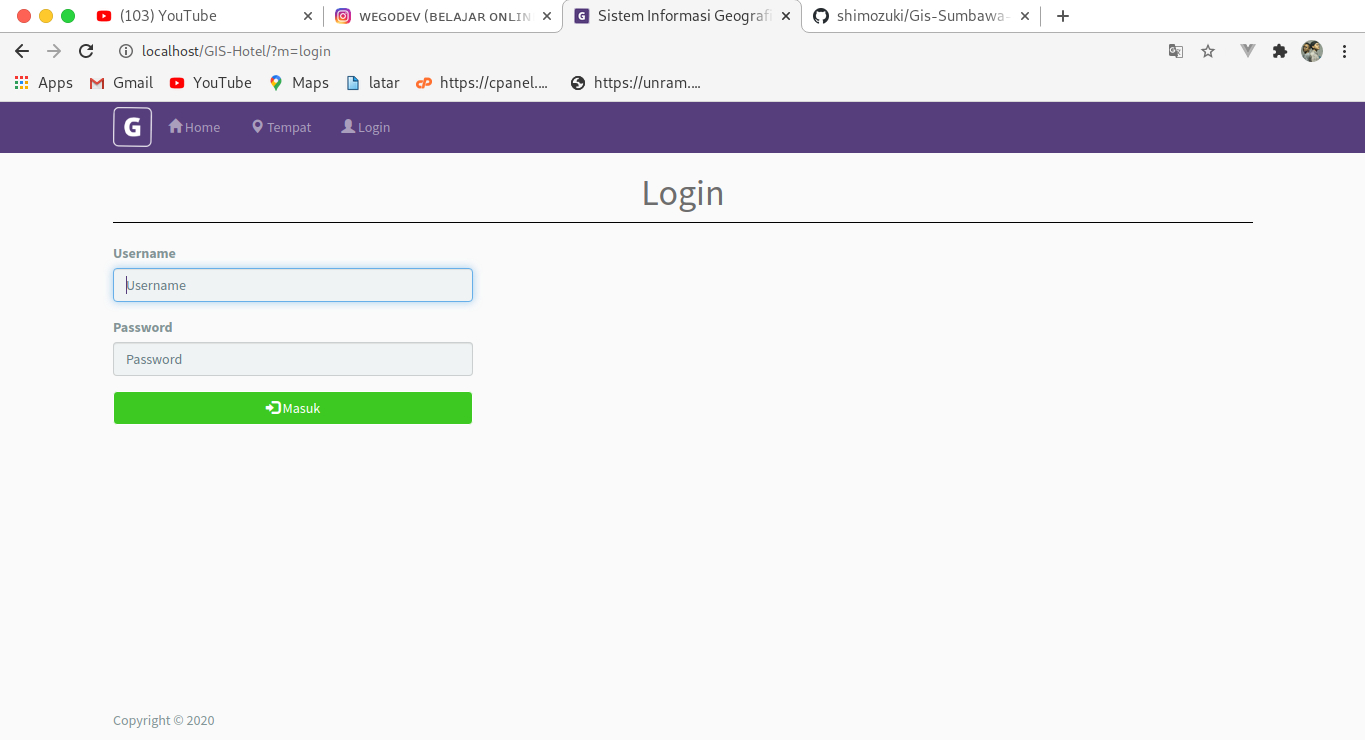 (103) YouTube
WEGODEV (BELAJAR ONLIN
Sistem Informasi Geografi
shimozuki/Gis-Sumbawa-
localhost/GIS-Hotel/?m=login
Apps Gmail YouTube Maps latar https://cpanel.... https://unram....
G Home Tempat Login
Login
Username
Username
Password
Password
Masuk
Copyright © 2020